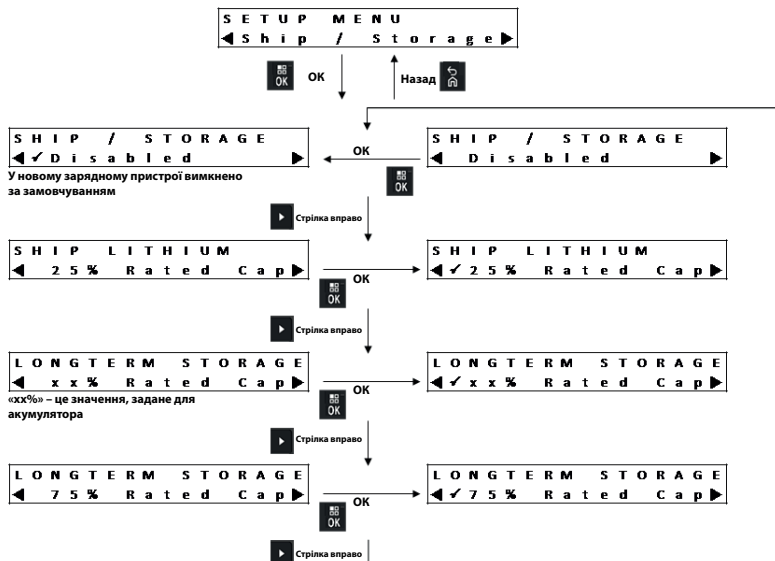 SETUP MENU
◀Ship / Storage▶
OK
OK
Назад
SHIP / STORAGE
◀✓Disabled ▶
OK
OK
SHIP / STORAGE
◀ Disabled ▶
У новому зарядному пристрої вимкнено
за замовчуванням
Стрілка вправо
SHIP LITHIUM
◀ 25% Rated Cap▶
OK
OK
SHIP LITHIUM
◀✓25% Rated Cap▶
Стрілка вправо
LONGTERM STORAGE
◀ xx% Rated Cap▶
OK
OK
LONGTERM STORAGE
◀✓xx% Rated Cap▶
«xx%» – це значення, задане для
акумулятора
Стрілка вправо
LONGTERM STORAGE
◀ 75% Rated Cap▶
OK
OK
LONGTERM STORAGE
◀✓75% Rated Cap▶
Стрілка вправо